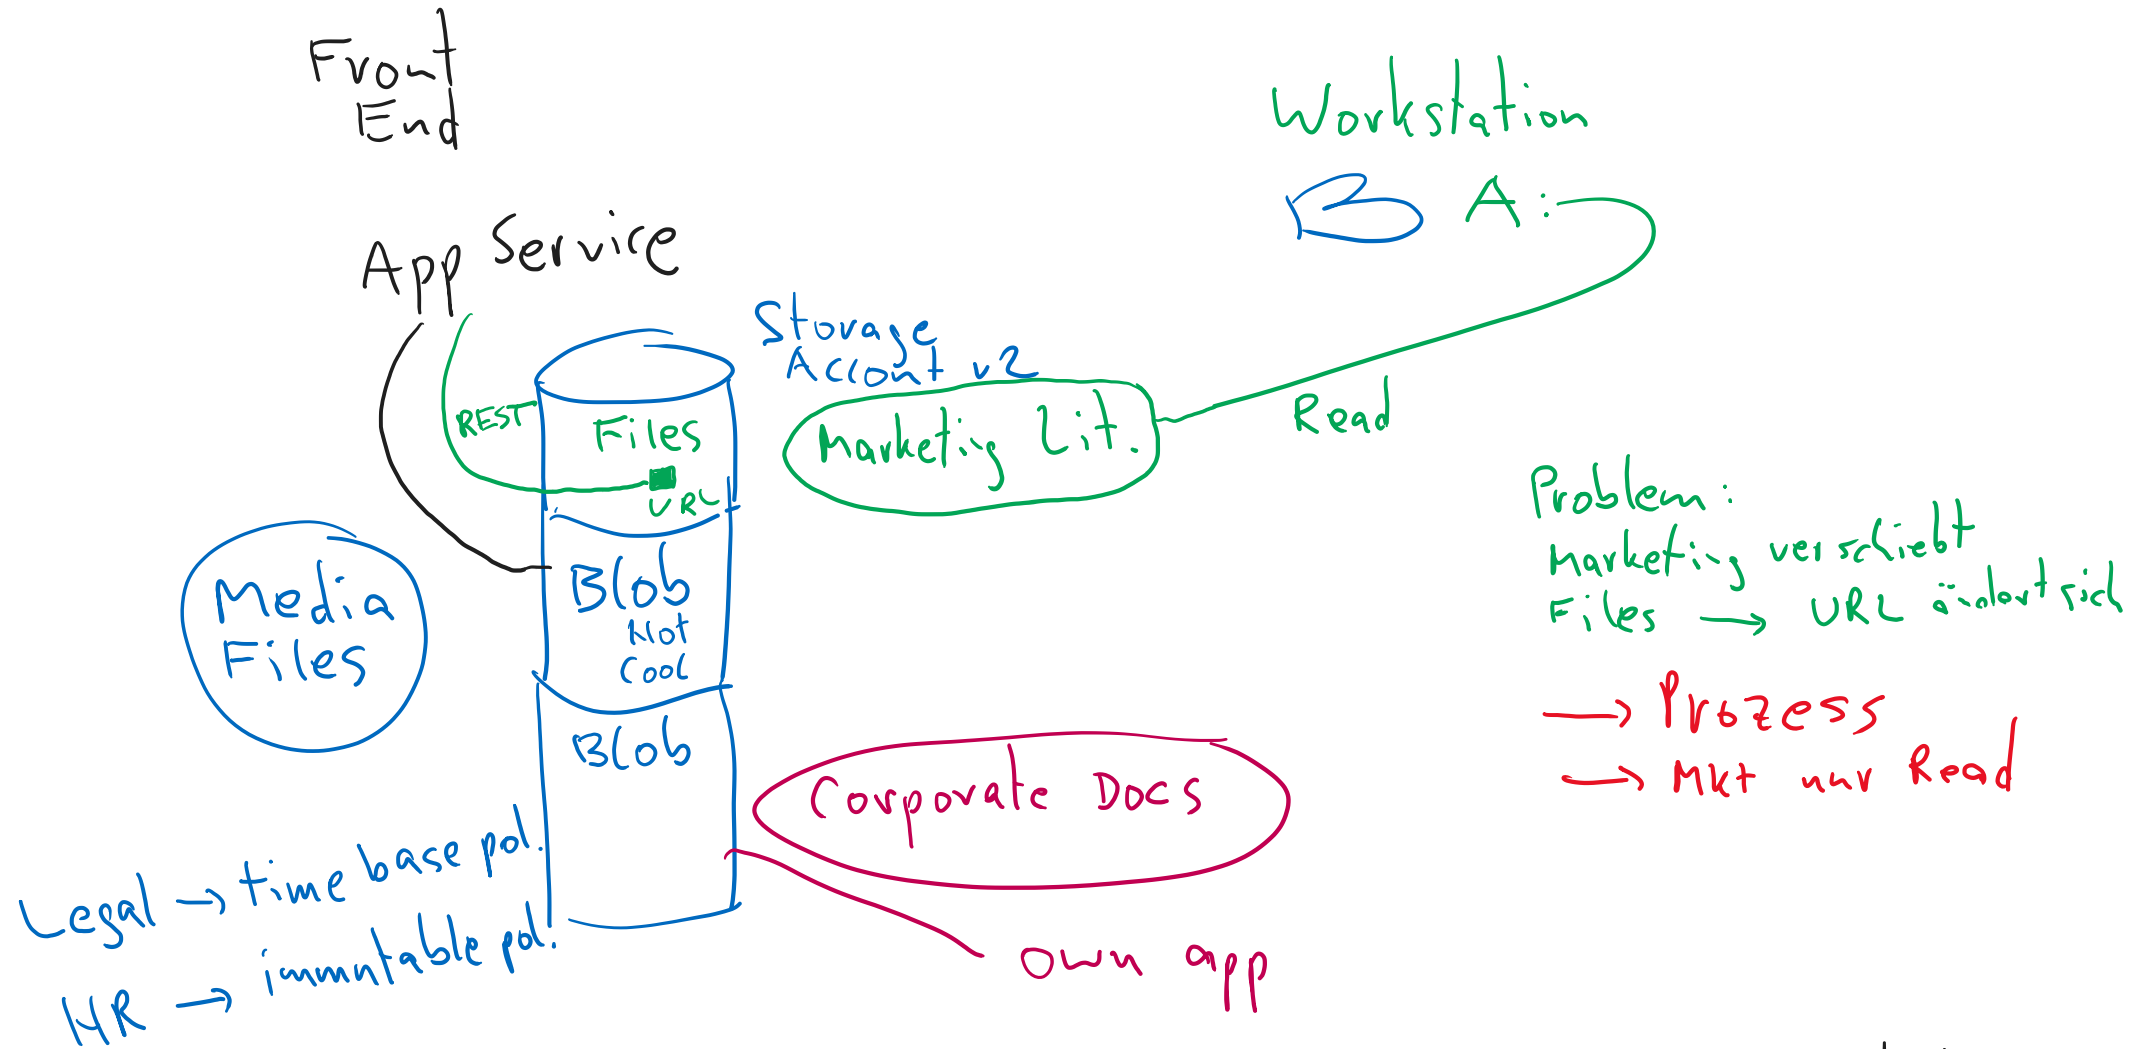 Front
End
Workstation
B A:
App Service
Storage
Account v2
REST
Files
URL
Marketing Lit.
Read
Problem:
Marketing verschiebt
Files → URL ändert sich
→ Prozess
→ Mkt nur Read
Media
Files
Blob
Hot
Cool
Blob
Corporate Docs
own app
Legal → time base pol.
HR → immutable pol.